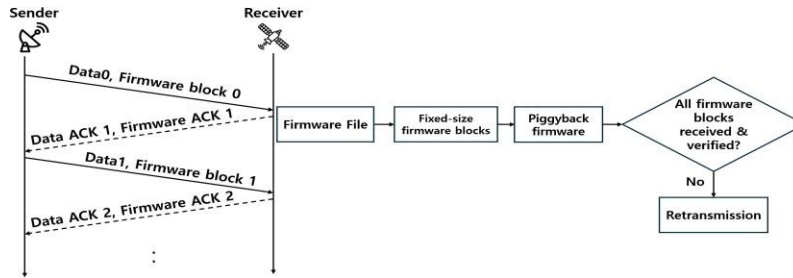 Sender
Receiver
Data0, Firmware block 0
Data ACK 1, Firmware ACK 1
Data1, Firmware block 1
Data ACK 2, Firmware ACK 2
:
Firmware File
Fixed-size
firmware blocks
Piggyback
firmware
All firmware
blocks
received &
verified?
No
Retransmission